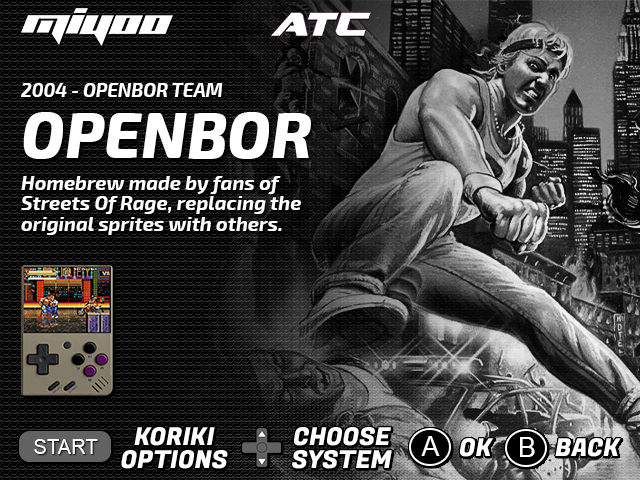 miyoo
ATC
2004 - OPENBOR TEAM
OPENBOR
Homebrew made by fans of
Streets Of Rage, replacing the
original sprites with others.
HOTEL
START
KORIKI
OPTIONS
CHOOSE
SYSTEM
A
OK
B
BACK